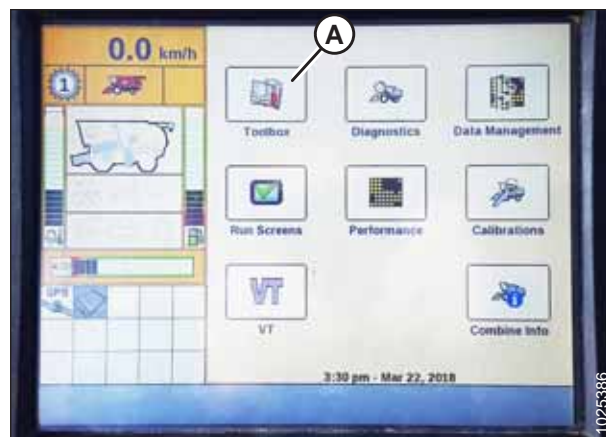 A
0.0 km/h
1
Toolbox
Diagnostics
Data Management
Run Screens
Performance
Calibrations
GPS
VT
VT
Combine Info
3:30 pm - Mar 22, 2018
1025386